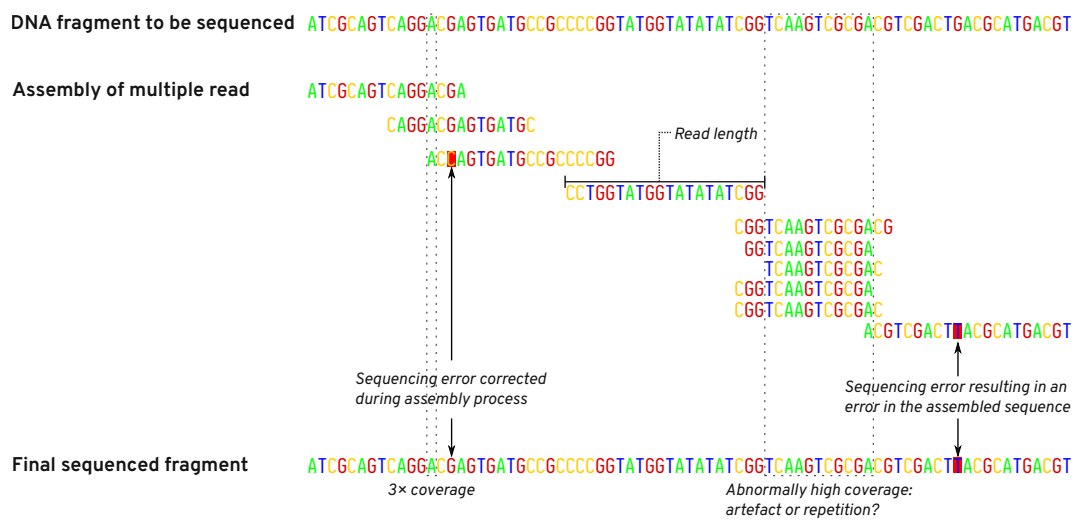 DNA fragment to be sequenced ATCGCAGTCAGGACGAGTGATGCCGCCCCGGTATGGTATATATCGGTCAAGTCGCGACGTCGACTGACGCATGACGT
Assembly of multiple read ATCGCAGTCAGGACGA
CAGGACGAGTGATGC
Read length
ACCAGTGATGCCGCCCCGG
CCTGGTATGGTATATATCGG
CGGTCAAGTCGCGACG
GGTCAAGTCGCGA
TCAAGTCGCGAC
CGGTCAAGTCGCGA
CGGTCAAGTCGCGAC
ACGTCGACTTACGCATGACGT
Sequencing error corrected
during assembly process
Sequencing error resulting in an
error in the assembled sequence
Final sequenced fragment ATCGCAGTCAGGACGAGTGATGCCGCCCCGGTATGGTATATATCGGTCAAGTCGCGACGTCGACTTACGCATGACGT
3× coverage
Abnormally high coverage:
artefact or repetition?